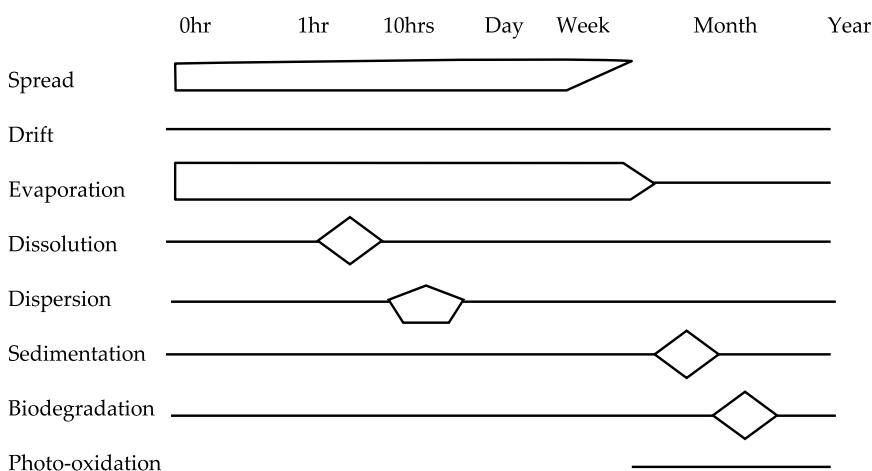 0hr 1hr 10hrs Day Week Month Year
Spread
Drift
Evaporation
Dissolution
Dispersion
Sedimentation
Biodegradation
Photo-oxidation